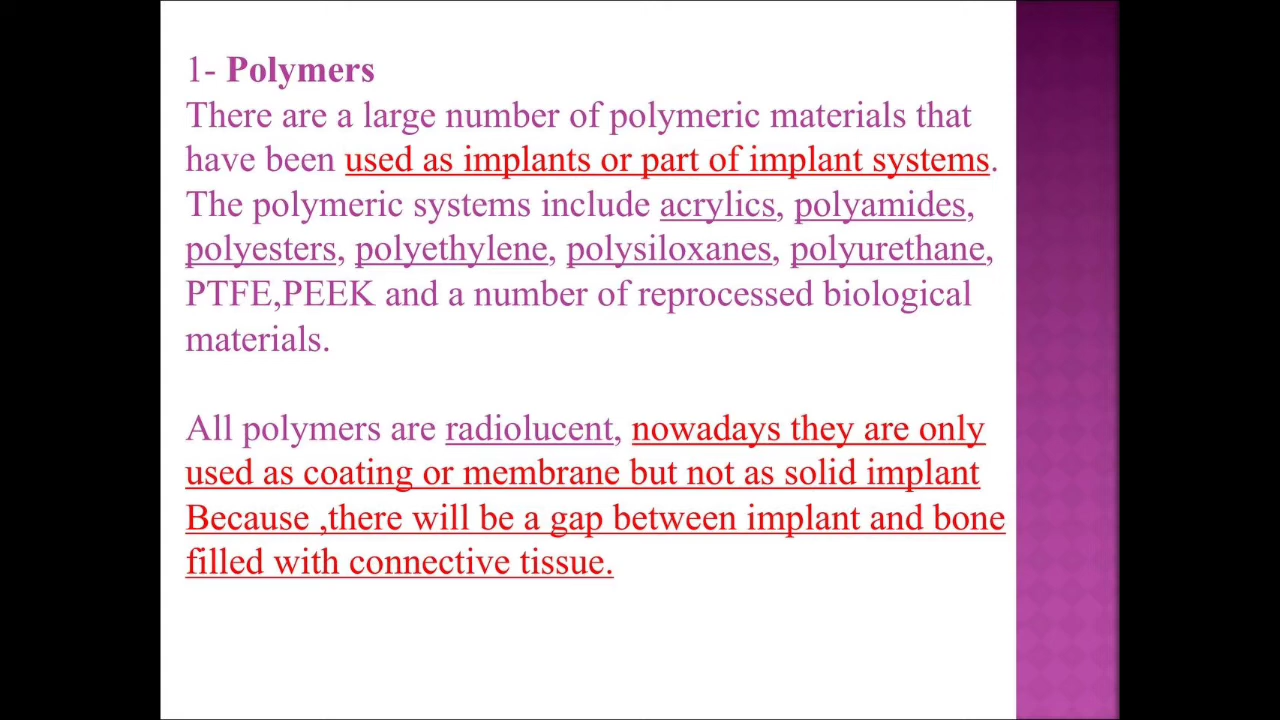 1- Polymers
There are a large number of polymeric materials that
have been used as implants or part of implant systems.
The polymeric systems include acrylics, polyamides,
polyesters, polyethylene, polysiloxanes, polyurethane,
PTFE,PEEK and a number of reprocessed biological
materials.
All polymers are radiolucent, nowadays they are only
used as coating or membrane but not as solid implant
Because ,there will be a gap between implant and bone
filled with connective tissue.